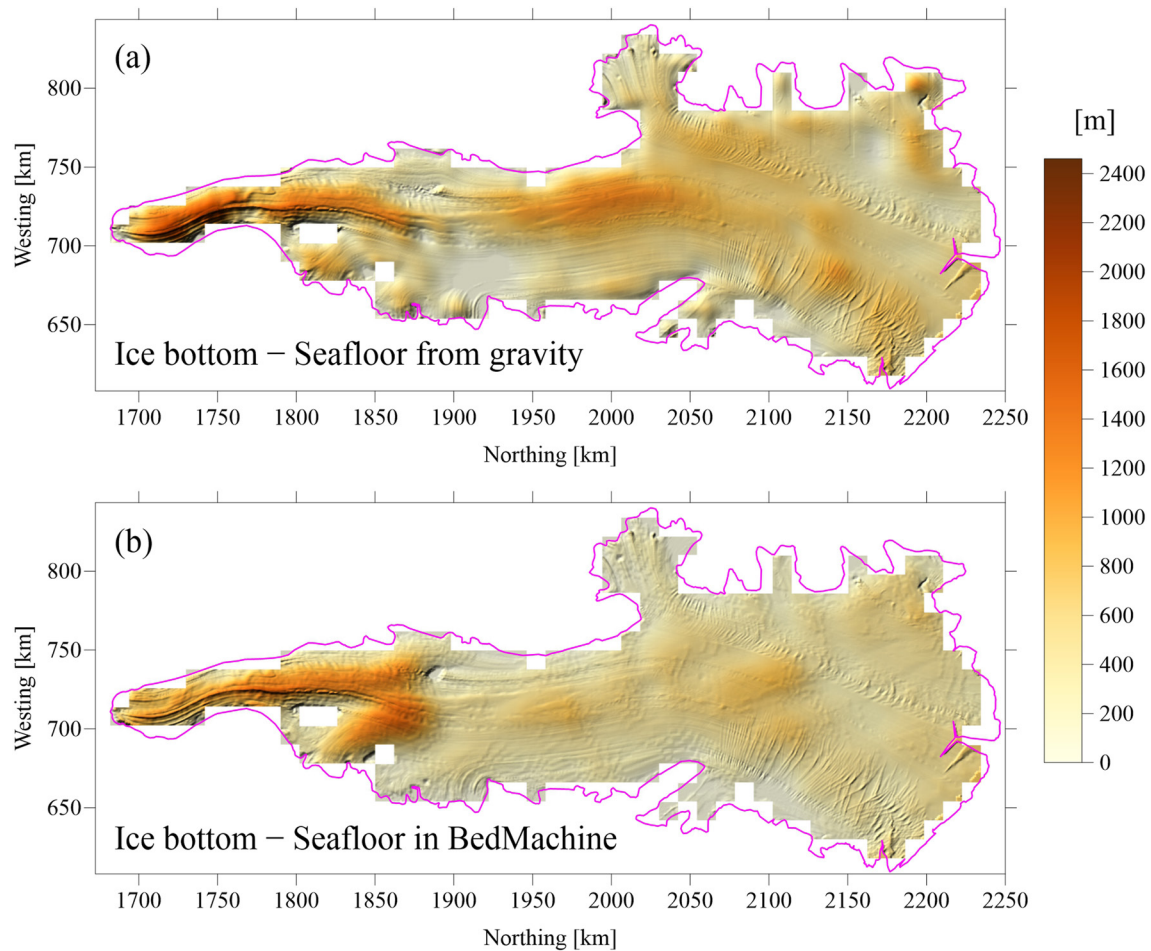 (a)
Westing [km]
800
750
700
650
Ice bottom − Seafloor from gravity
1700 1750 1800 1850 1900 1950 2000 2050 2100 2150 2200 2250
Northing [km]
(b)
Westing [km]
800
750
700
650
Ice bottom − Seafloor in BedMachine
1700 1750 1800 1850 1900 1950 2000 2050 2100 2150 2200 2250
Northing [km]
[m]
2400
2200
2000
1800
1600
1400
1200
1000
800
600
400
200
0